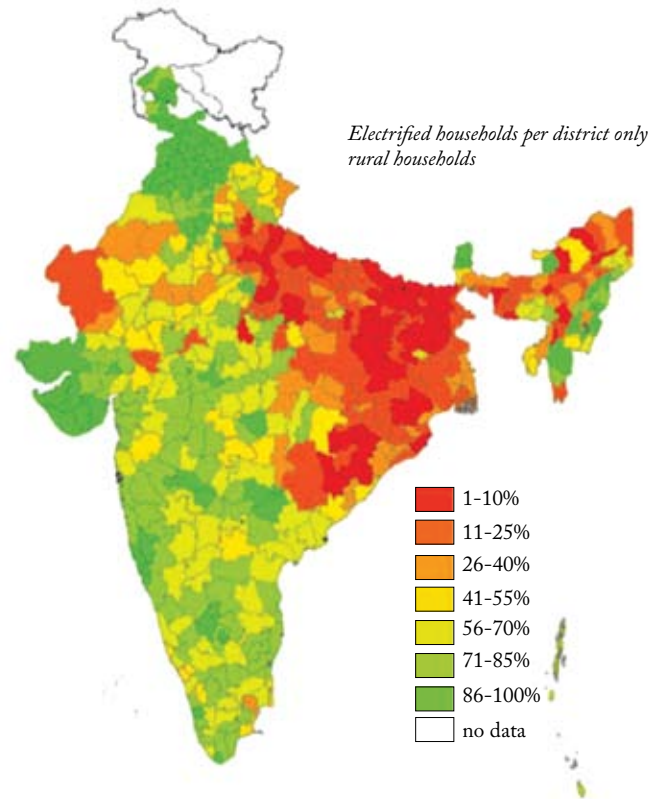 Electrified households per district only
rural households
1-10%
11-25%
26-40%
41-55%
56-70%
71-85%
86-100%
no data